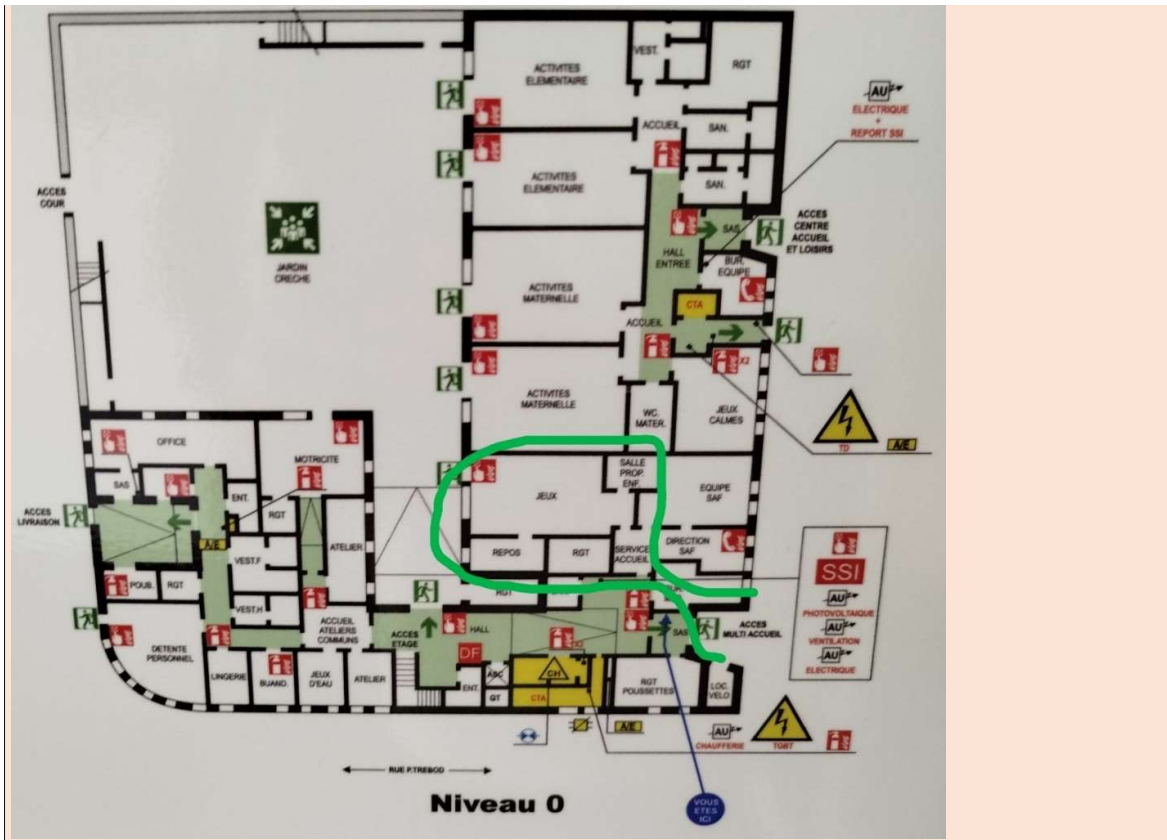 VEST.
RGT
ACTIVITES
ELEMENTAIRE
AU
ELECTRIQUE
+
REPORT SSI
ACCUEIL
SAN.
ACTIVITES
ELEMENTAIRE
SAN.
ACCES
COUR
ACCES
CENTRE
ACCUEIL
ET LOISIRS
SAS
HALL
ENTREE
BUR.
EQUIPE
JARDIN
CRECHE
ACTIVITES
MATERNELLE
CTA
ACCUEIL
X2
ACTIVITES
MATERNELLE
WC.
MATER.
JEUX
CALMES
TD
A/E
OFFICE
MOTRICITE
SAS
ENT.
RGT
JEUX
SALLE
PROP.
ENF.
EQUIPE
SAF
ACCES
LIVRAISON
A/E
ATELIER
VEST.F
REPOS
RGT
SERVICE
ACCUEIL
DIRECTION
SAF
SSI
AU
PHOTOVOLTAIQUE
AU
VENTILATION
AU
ELECTRIQUE
POUB.
RGT
VEST.H
RGT
ACCUEIL
ATELIERS
COMMUNS
ACCES
ETAGE
HALL
DF
X2
SAS
ACCES
MULTI ACCUEIL
DETENTE
PERSONNEL
LINGERIE
BUAND.
JEUX
D'EAU
ATELIER
ENT.
ASC
GT
CH
CTA
RGT
POUSSETTES
LOC.
VELO
A/E
AU
CHAUFFERIE
TGBT
RUE P.TREBOD
Niveau 0
VOUS
ETES
ICI